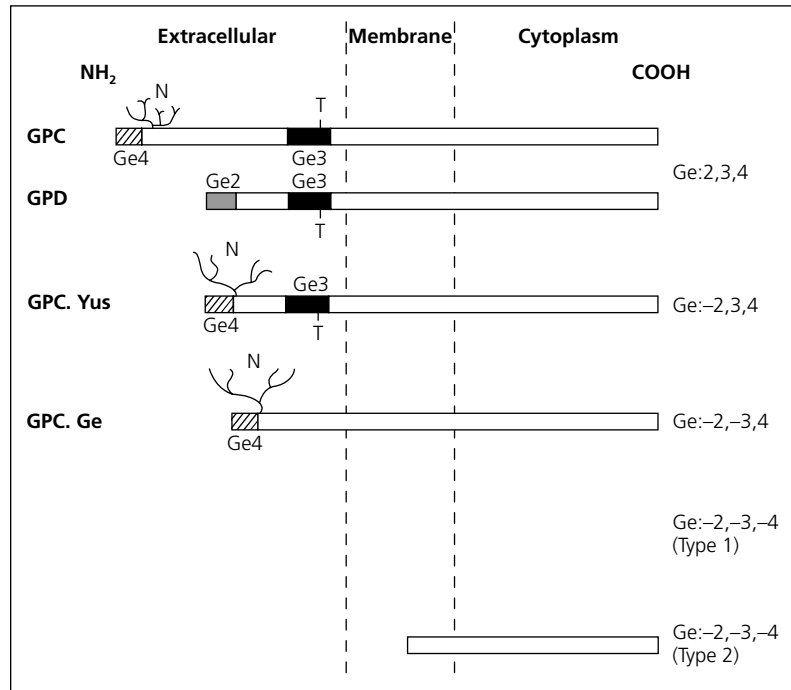 Extracellular Membrane Cytoplasm
NH₂ COOH
N
T
GPC
Ge4 Ge3
Ge:2,3,4
Ge2 Ge3
GPD
T
N
Ge3
GPC. Yus Ge:–2,3,4
Ge4
T
N
GPC. Ge Ge:–2,–3,4
Ge4
Ge:–2,–3,–4
(Type 1)
Ge:–2,–3,–4
(Type 2)